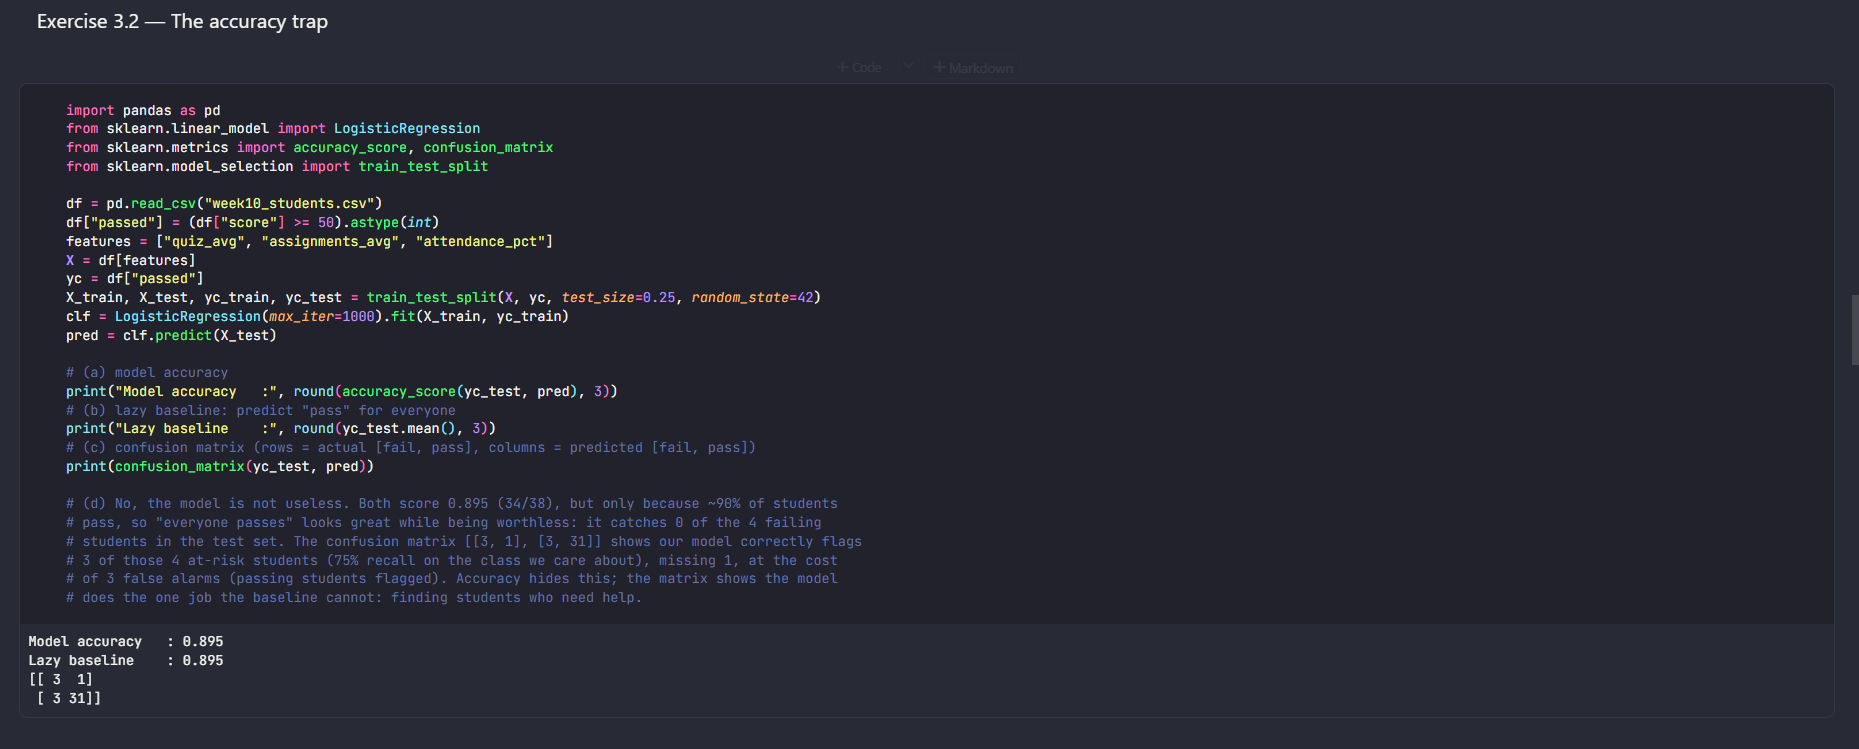 Exercise 3.2 — The accuracy trap
+ Code + Markdown
import pandas as pd
from sklearn.linear_model import LogisticRegression
from sklearn.metrics import accuracy_score, confusion_matrix
from sklearn.model_selection import train_test_split
df = pd.read_csv("week10_students.csv")
df["passed"] = (df["score"] >= 50).astype(int)
features = ["quiz_avg", "assignments_avg", "attendance_pct"]
X = df[features]
yc = df["passed"]
X_train, X_test, yc_train, yc_test = train_test_split(X, yc, test_size=0.25, random_state=42)
clf = LogisticRegression(max_iter=1000).fit(X_train, yc_train)
pred = clf.predict(X_test)
# (a) model accuracy
print("Model accuracy   :", round(accuracy_score(yc_test, pred), 3))
# (b) lazy baseline: predict "pass" for everyone
print("Lazy baseline    :", round(yc_test.mean(), 3))
# (c) confusion matrix (rows = actual [fail, pass], columns = predicted [fail, pass])
print(confusion_matrix(yc_test, pred))
# (d) No, the model is not useless. Both score 0.895 (34/38), but only because ~90% of students
# pass, so "everyone passes" looks great while being worthless: it catches 0 of the 4 failing
# students in the test set. The confusion matrix [[3, 1], [3, 31]] shows our model correctly flags
# 3 of those 4 at-risk students (75% recall on the class we care about), missing 1, at the cost
# of 3 false alarms (passing students flagged). Accuracy hides this; the matrix shows the model
# does the one job the baseline cannot: finding students who need help.
Model accuracy   : 0.895
Lazy baseline    : 0.895
[[ 3  1]
 [ 3 31]]